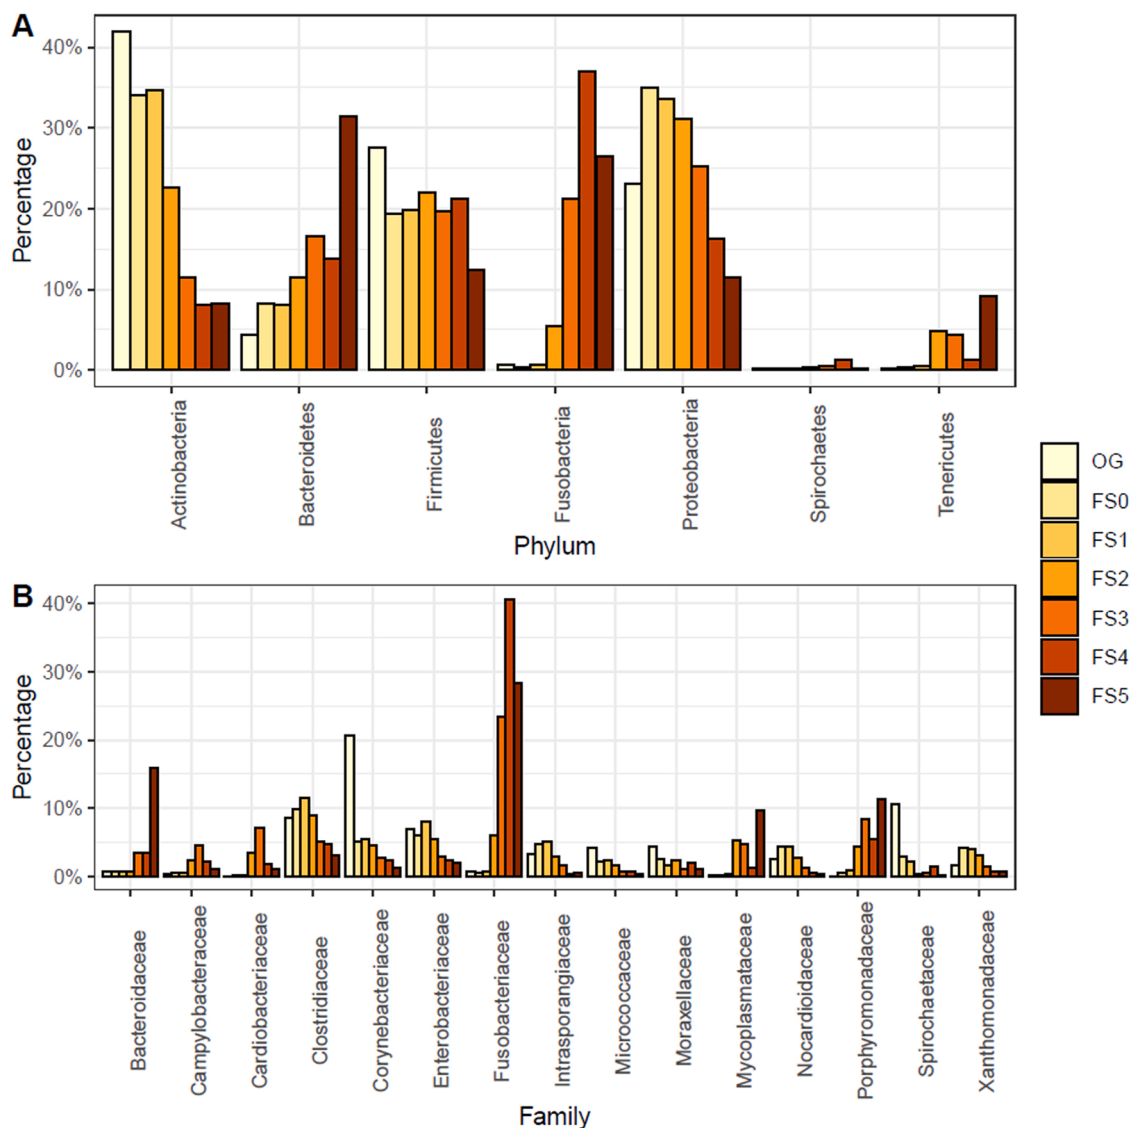 A
40%
30%
20%
10%
0%
Percentage
Actinobacteria
Bacteroidetes
Firmicutes
Fusobacteria
Proteobacteria
Spirochaetes
Tenericutes
Phylum
OG
FS0
FS1
FS2
FS3
FS4
FS5
B
40%
30%
20%
10%
0%
Percentage
Bacteroidaceae
Campylobacteraceae
Cardiobacteriaceae
Clostridiaceae
Corynebacteriaceae
Enterobacteriaceae
Fusobacteriaceae
Intrasporangiaceae
Micrococcaceae
Moraxellaceae
Mycoplasmataceae
Nocardioidaceae
Porphyromonadaceae
Spirochaetaceae
Xanthomonadaceae
Family